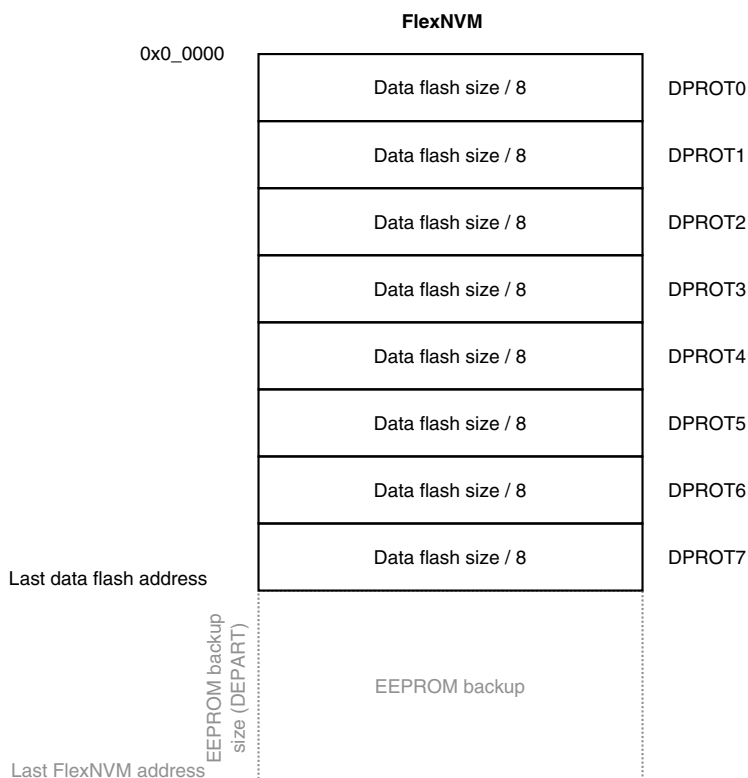 FlexNVM
0x0_0000
Data flash size / 8 DPROT0
Data flash size / 8 DPROT1
Data flash size / 8 DPROT2
Data flash size / 8 DPROT3
Data flash size / 8 DPROT4
Data flash size / 8 DPROT5
Data flash size / 8 DPROT6
Data flash size / 8 DPROT7
Last data flash address
EEPROM backup
size (DEPART)
EEPROM backup
Last FlexNVM address